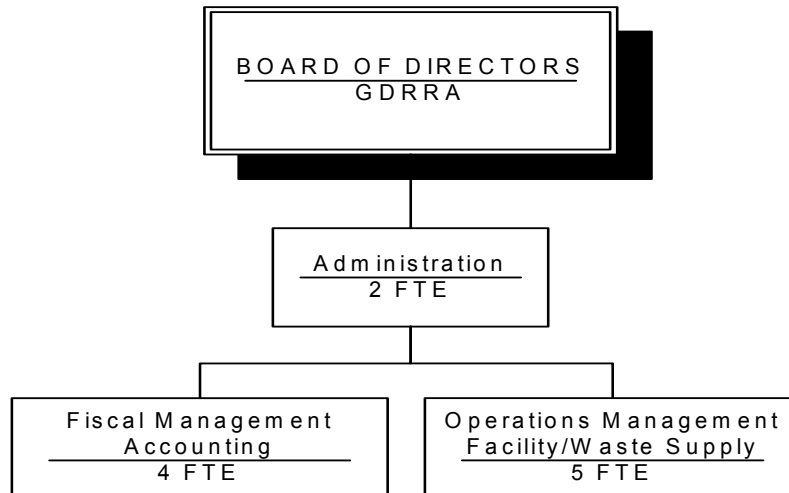 BOARD OF DIRECTORS
GDRRA
Administration
2 FTE
Fiscal Management
Accounting
4 FTE
Operations Management
Facility/Waste Supply
5 FTE